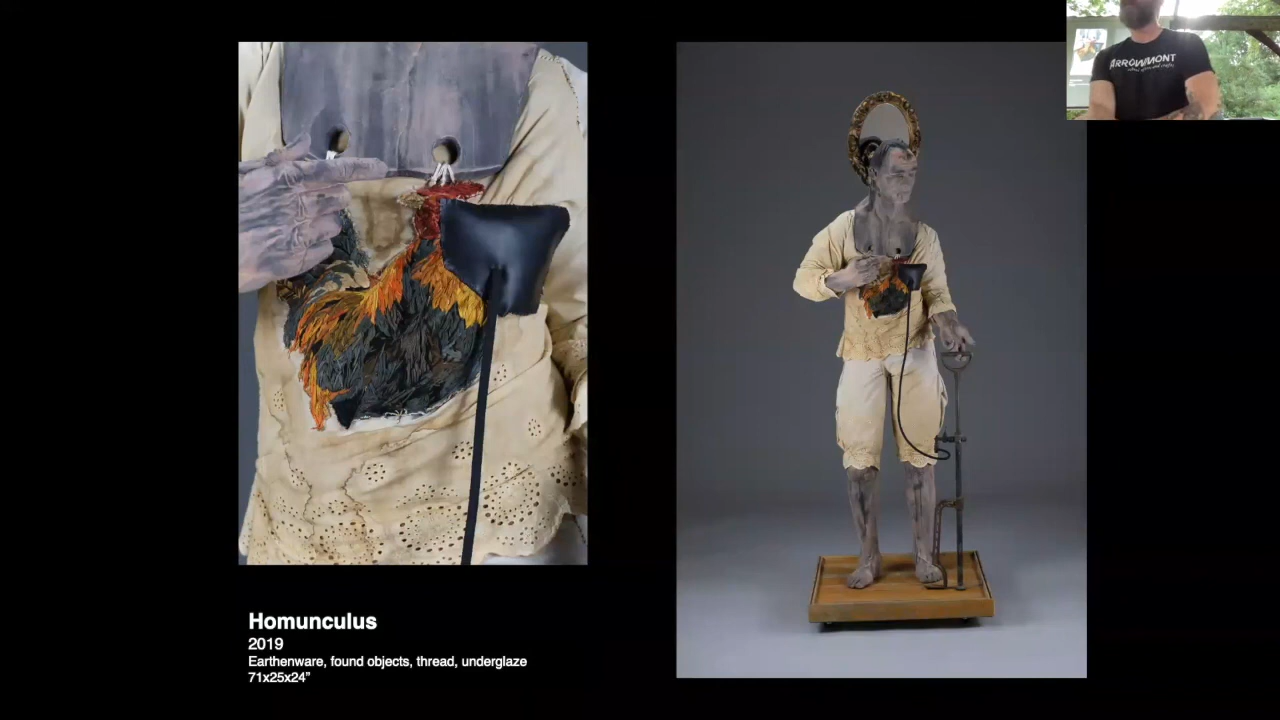 Homunculus
2019
Earthenware, found objects, thread, underglaze
71x25x24”
ARROWMONT